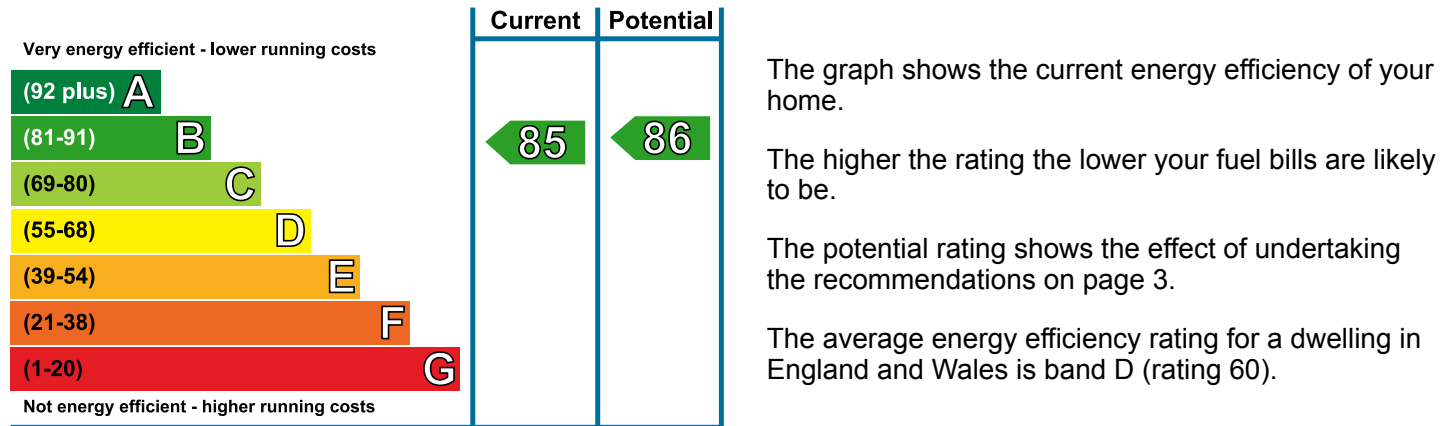 Current Potential
Very energy efficient - lower running costs
(92 plus) A
(81-91) B
85 86
(69-80) C
(55-68) D
(39-54) E
(21-38) F
(1-20) G
Not energy efficient - higher running costs
The graph shows the current energy efficiency of your
home.
The higher the rating the lower your fuel bills are likely
to be.
The potential rating shows the effect of undertaking
the recommendations on page 3.
The average energy efficiency rating for a dwelling in
England and Wales is band D (rating 60).